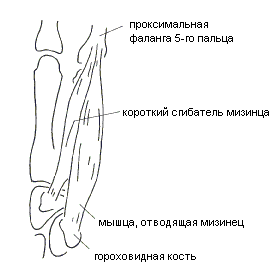 проксимальная
фаланга 5-го пальца
короткий сгибатель мизинца
мышца, отводящая мизинец
гороховидная кость